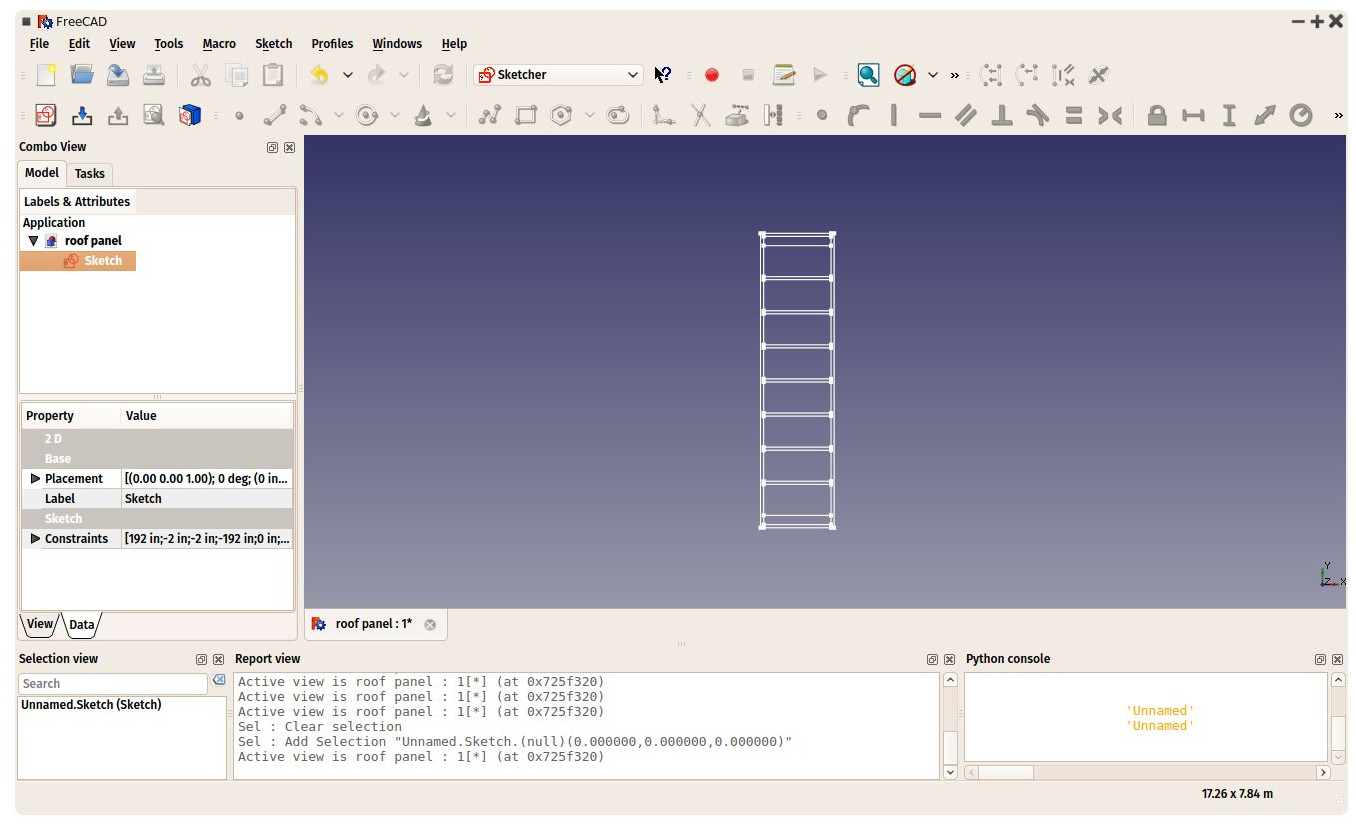 FreeCAD
File Edit View Tools Macro Sketch Profiles Windows Help
Sketcher
Combo View
Model Tasks
Labels & Attributes
Application
roof panel
Sketch
Property Value
2 D
Base
Placement [(0.00 0.00 1.00); 0 deg; (0 in...
Label Sketch
Sketch
Constraints [192 in;-2 in;-2 in;-192 in;0 in;...
View Data
Y
Z X
roof panel : 1*
Selection view
Search
Unnamed.Sketch (Sketch)
Report view
Active view is roof panel : 1[*] (at 0x725f320)
Active view is roof panel : 1[*] (at 0x725f320)
Active view is roof panel : 1[*] (at 0x725f320)
Sel : Clear selection
Sel : Add Selection "Unnamed.Sketch.(null)(0.000000,0.000000,0.000000)"
Active view is roof panel : 1[*] (at 0x725f320)
Python console
'Unnamed'
'Unnamed'
17.26 x 7.84 m